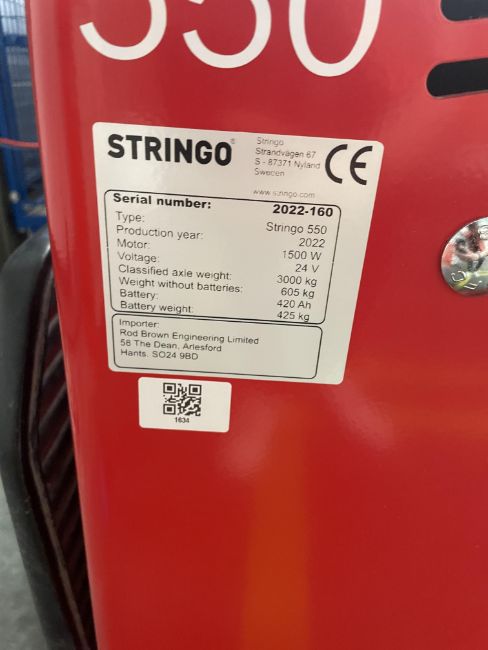 550
STRINGO
Stringo
Strandvägen 67
S - 87371 Nyland
Sweden
www.stringo.com
CE
Serial number: 2022-160
Type: Stringo 550
Production year: 2022
Motor: 1500 W
Voltage: 24 V
Classified axle weight: 3000 kg
Weight without batteries: 605 kg
Battery: 420 Ah
Battery weight: 425 kg
Importer:
Rod Brown Engineering Limited
58 The Dean, Arlesford
Hants. SO24 9BD
1634